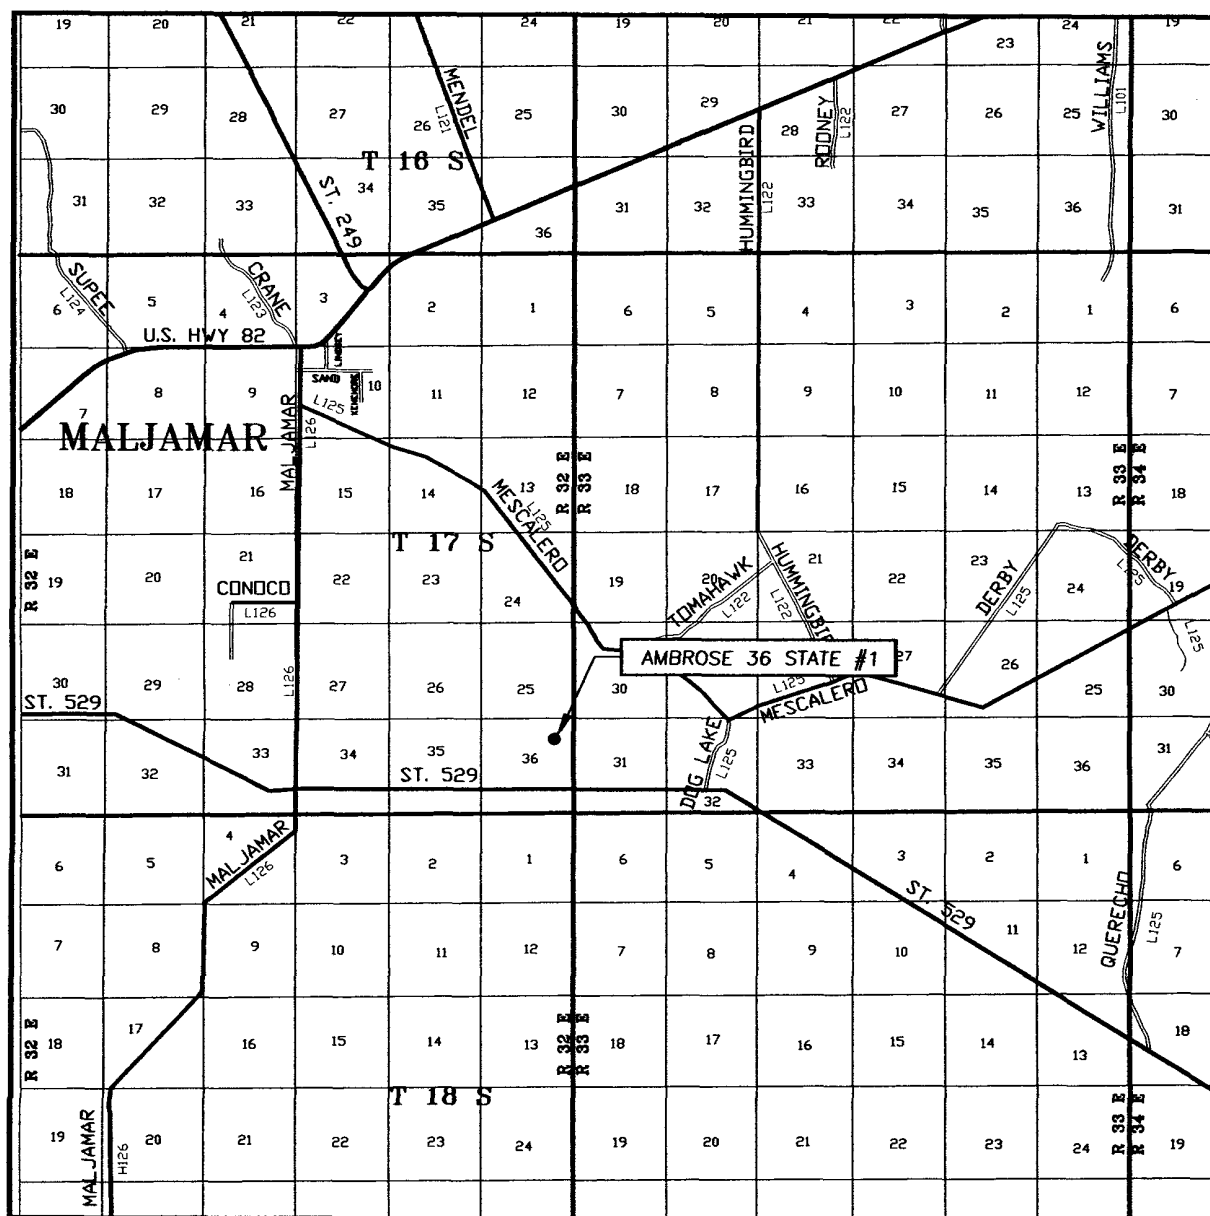 19 20 21 22 24 19 20 21 22 24 19
23
30 29 28 27 26 25 30 29 28 27 26 25 30
MENDEL
L121
RODNEY
L122
WILLIAMS
L101
T 16 S
HUMMINGBIRD
L122
31 32 33 34 35 36 31 32 33 34 35 36 31
ST. 249
SUPEE
L124
CRANE
L123
6 5 4 3 2 1 6 5 4 3 2 1 6
U.S. HWY 82
LINDSEY
SAND
KENEMORE
7 8 9 10 11 12 7 8 9 10 11 12 7
L125
MALJAMAR
MALJAMAR
L126
R 32 E
R 33 E
R 33 E
R 34 E
18 17 16 15 14 13 18 17 16 15 14 13 18
MESCALERO
L125
T 17 S
R 32 E
19 20 21 22 23 24 19 20 21 22 23 24 19
CONOCO
L126
TOMAHAWK
L122
HUMMINGBIRD
L122
DERBY
L125
DERBY
L125
L125
AMBROSE 36 STATE #1
30 29 28 27 26 25 30 27 26 25 30
L126
ST. 529
L125
MESCALERO
31 32 33 34 35 36 31 32 33 34 35 36 31
ST. 529
DOG LAKE
L125
6 5 4 3 2 1 6 5 4 3 2 1 6
MALJAMAR
L126
ST. 529
QUERECHO
L125
7 8 9 10 11 12 7 8 9 10 11 12 7
R 32 E
R 32 E
R 33 E
18 17 16 15 14 13 18 17 16 15 14 13 18
T 18 S
R 33 E
R 34 E
19 20 21 22 23 24 19 20 21 22 23 24 19
MALJAMAR
H126